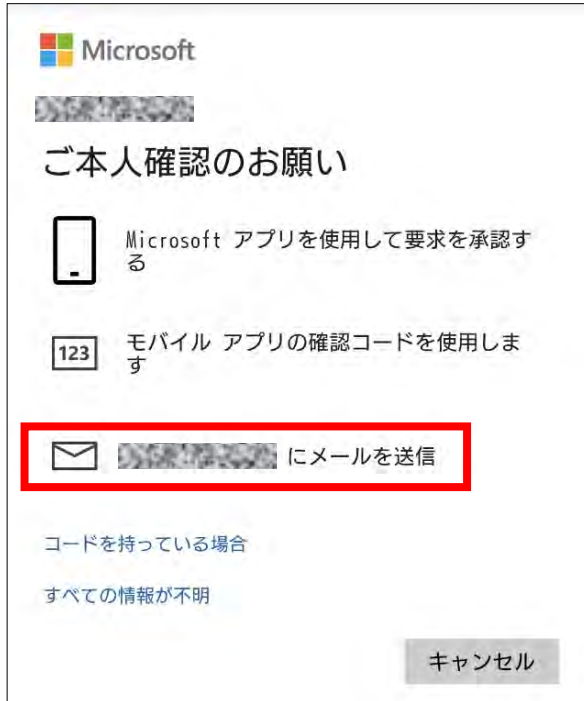 Microsoft
ご本人確認のお願い
Microsoft アプリを使用して要求を承認す
る
123
モバイル アプリの確認コードを使用しま
す
にメールを送信
コードを持っている場合
すべての情報が不明
キャンセル